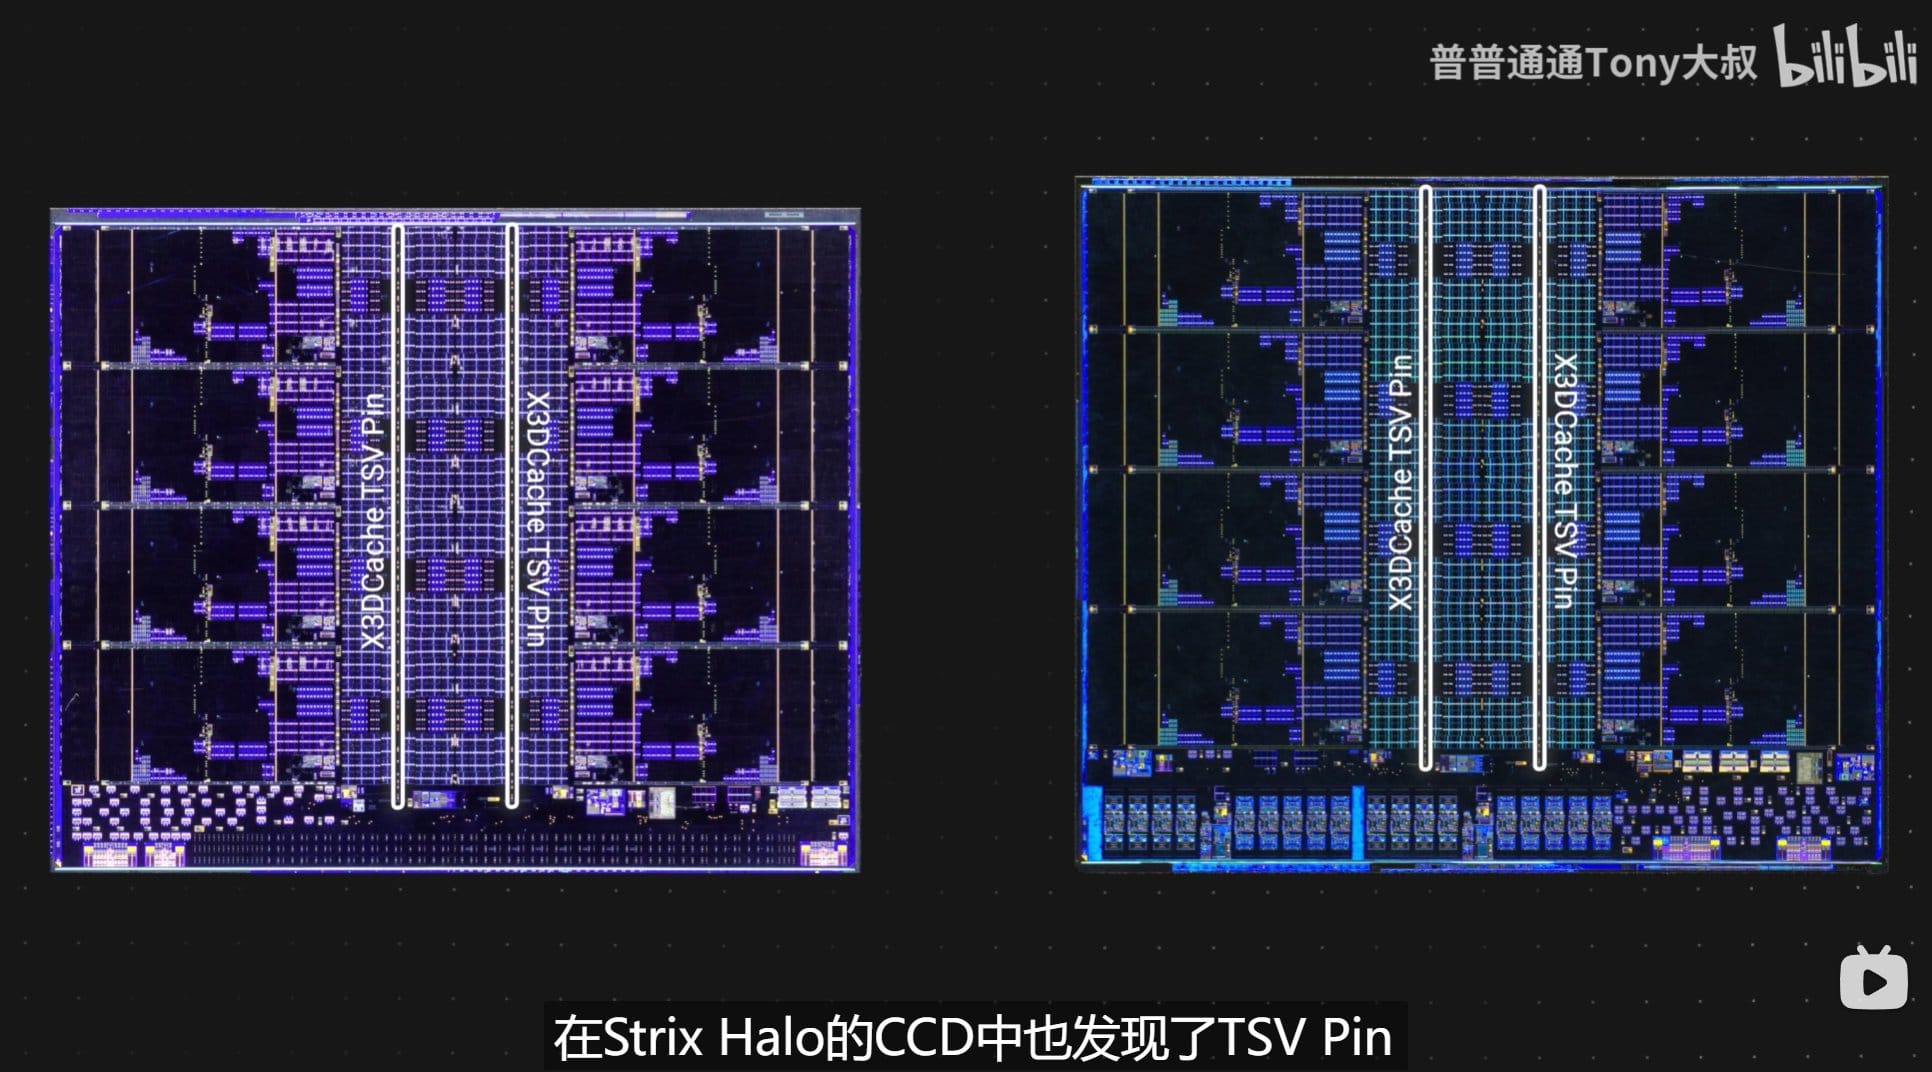 普普通通Tony大叔 bilibili
X3DCache TSV Pin
X3DCache TSV Pin
X3DCache TSV Pin
X3DCache TSV Pin
在Strix Halo的CCD中也发现了TSV Pin